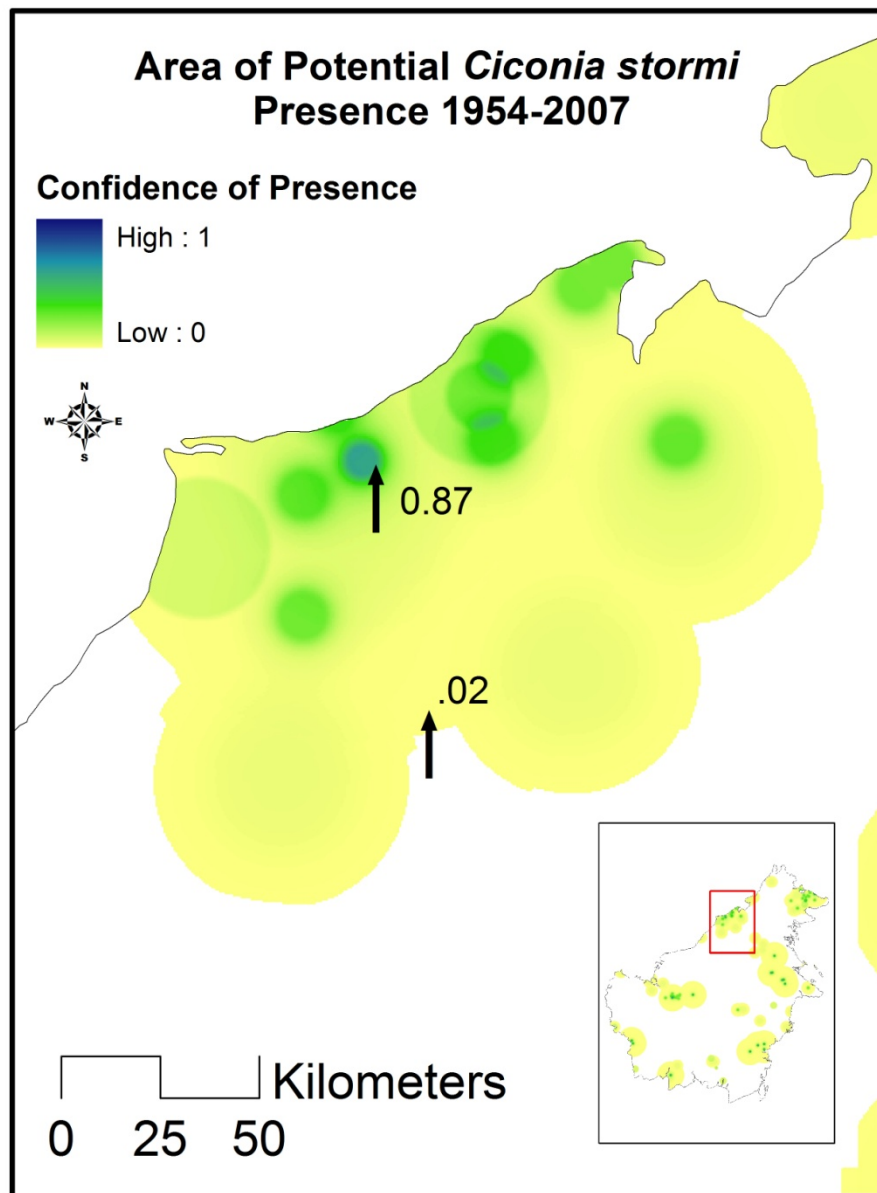 Area of Potential Ciconia stormi
Presence 1954-2007
Confidence of Presence
High : 1
Low : 0
N
W E
S
0.87
.02
Kilometers
0 25 50